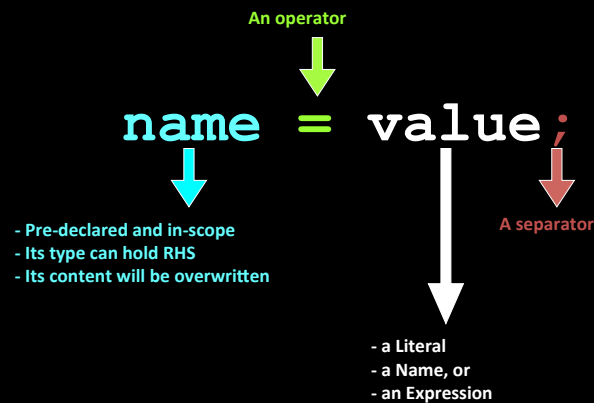 An operator
name = value;
- Pre-declared and in-scope
- Its type can hold RHS
- Its content will be overwritten
A separator
- a Literal
- a Name, or
- an Expression